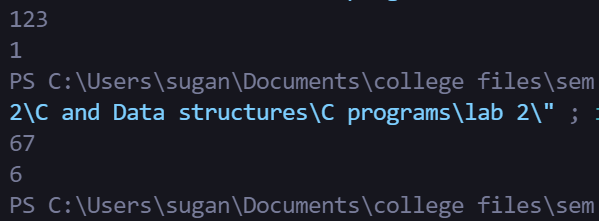 123
1
PS C:\Users\sugan\Documents\college files\sem
2\C and Data structures\C programs\lab 2\" ;
67
6
PS C:\Users\sugan\Documents\college files\sem